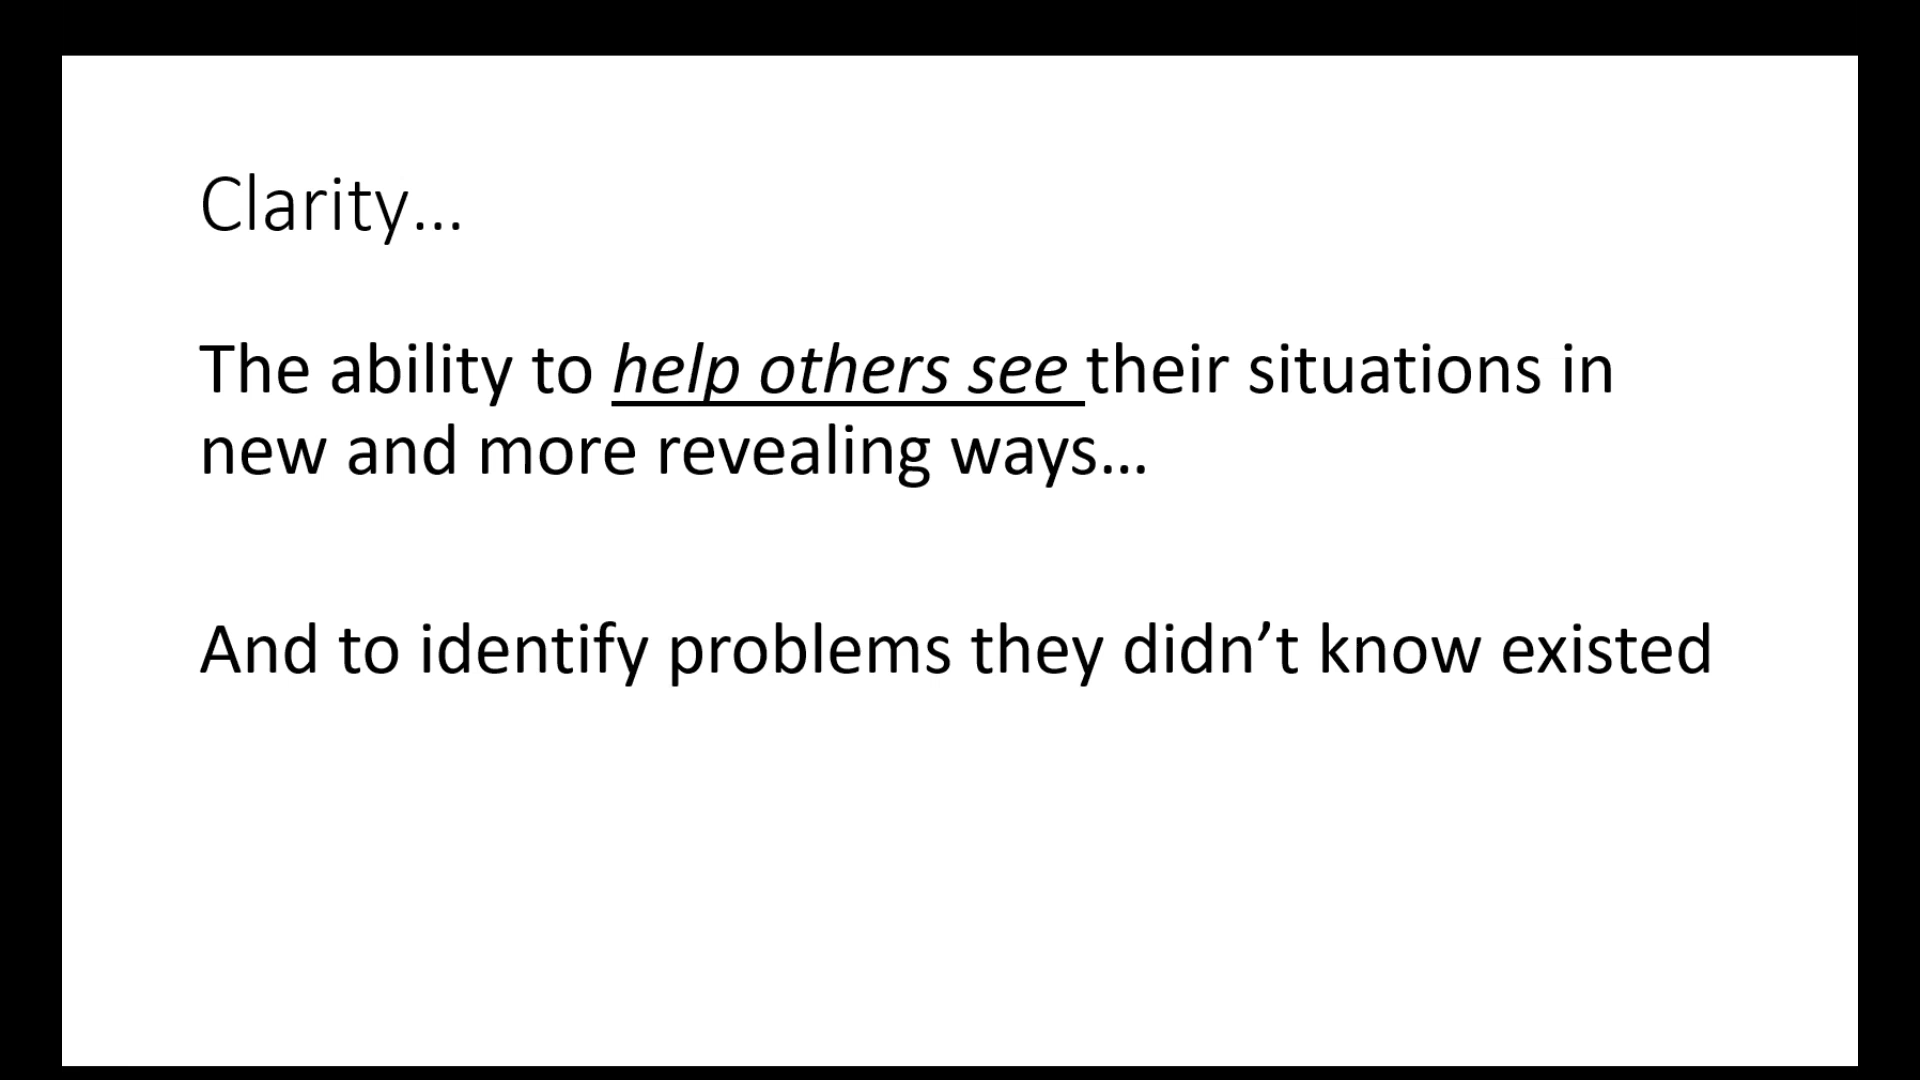 Clarity…
The ability to help others see their situations in
new and more revealing ways…
And to identify problems they didn’t know existed